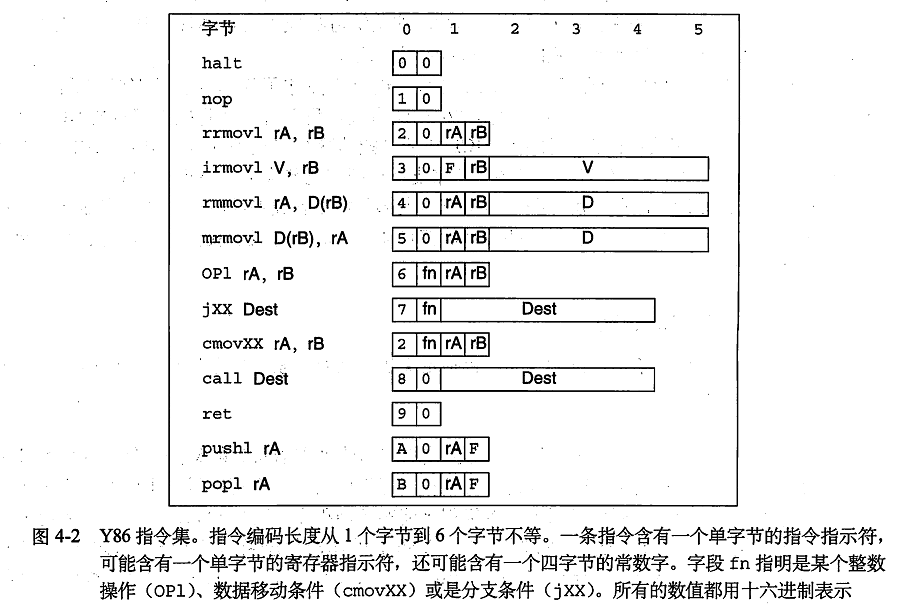 字节 0 1 2 3 4 5
halt 0 0
nop 1 0
rrmovl rA, rB 2 0 rA rB
irmovl V, rB 3 0 F rB V
rmmovl rA, D(rB) 4 0 rA rB D
mrmovl D(rB), rA 5 0 rA rB D
OPl rA, rB 6 fn rA rB
jXX Dest 7 fn Dest
cmovXX rA, rB 2 fn rA rB
call Dest 8 0 Dest
ret 9 0
pushl rA A 0 rA F
popl rA B 0 rA F
图 4-2 Y86 指令集。指令编码长度从 1 个字节到 6 个字节不等。一条指令含有一个单字节的指令指示符，
可能含有一个单字节的寄存器指示符，还可能含有一个四字节的常数字。字段 fn 指明是某个整数
操作（OPl）、数据移动条件（cmovXX）或是分支条件（jXX）。所有的数值都用十六进制表示